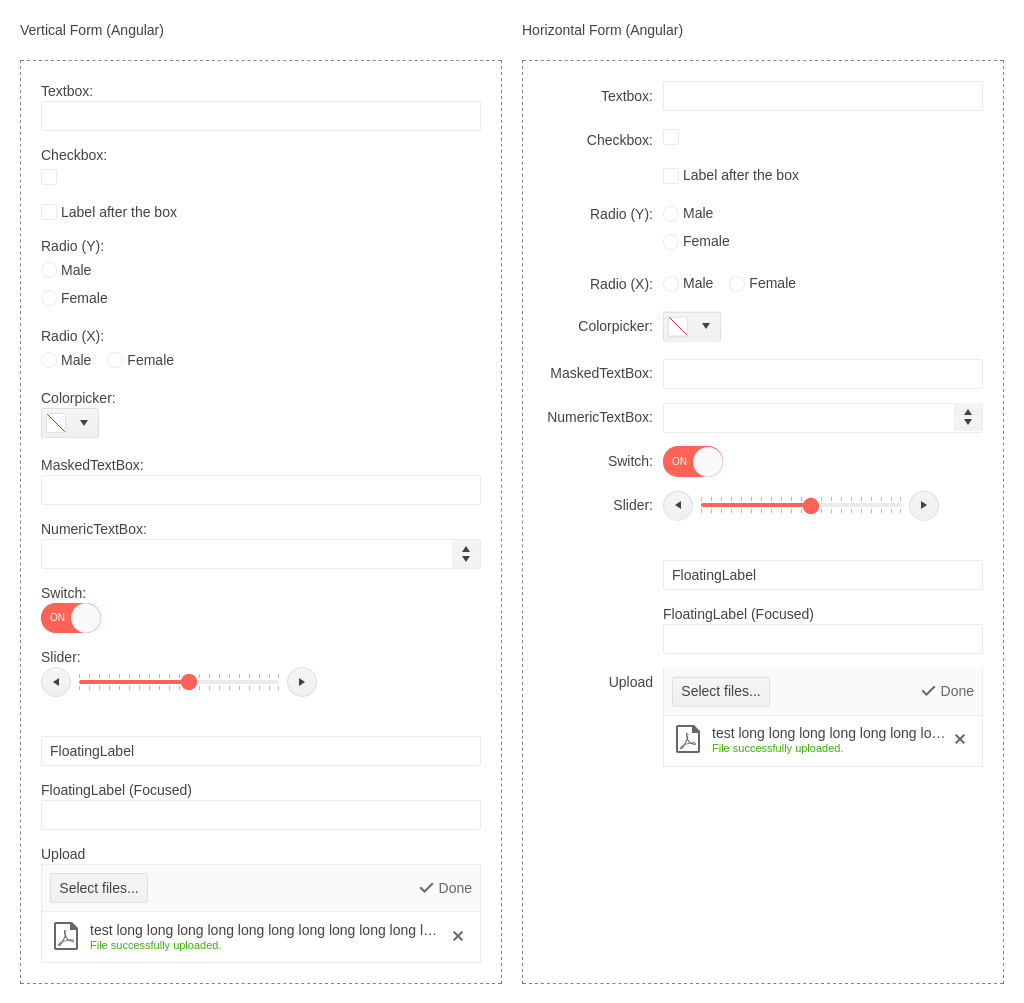 Vertical Form (Angular)
Textbox:
Checkbox:
Label after the box
Radio (Y):
Male
Female
Radio (X):
Male Female
Colorpicker:
MaskedTextBox:
NumericTextBox:
Switch:
ON
Slider:
FloatingLabel
FloatingLabel (Focused)
Upload
Select files... Done
test long long long long long long long long long long l…
File successfully uploaded.
Horizontal Form (Angular)
Textbox:
Checkbox:
Label after the box
Radio (Y): Male
Female
Radio (X): Male Female
Colorpicker:
MaskedTextBox:
NumericTextBox:
Switch: ON
Slider:
FloatingLabel
FloatingLabel (Focused)
Upload Select files... Done
test long long long long long long lo…
File successfully uploaded.